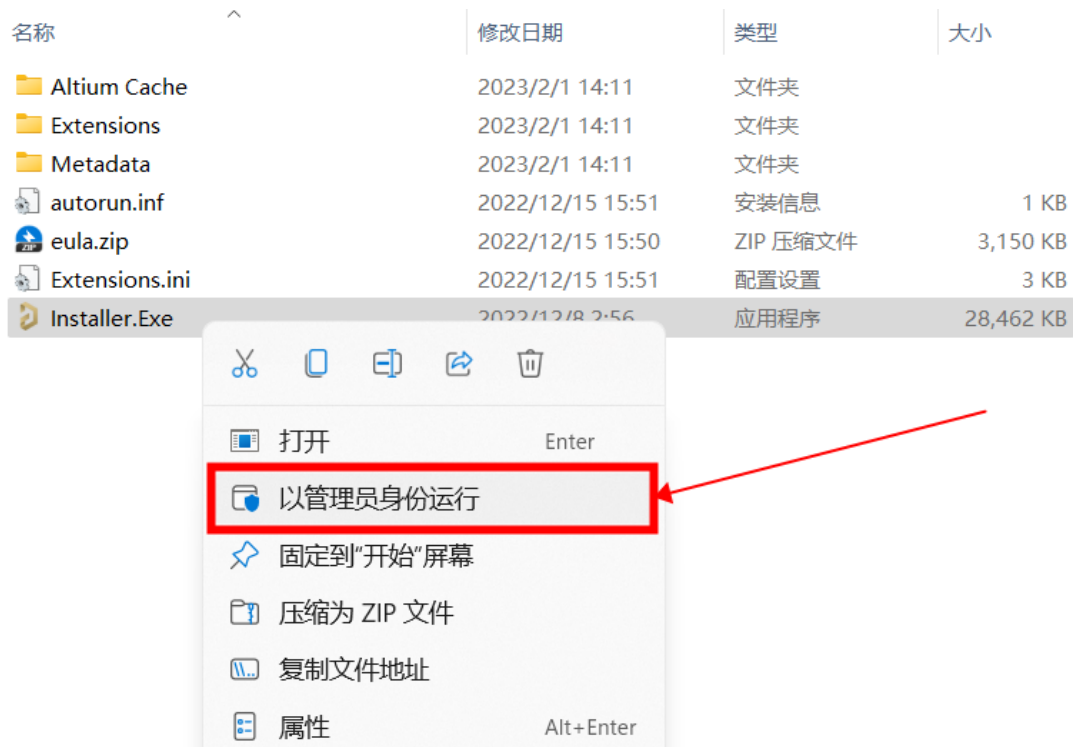 名称 修改日期 类型 大小
Altium Cache 2023/2/1 14:11 文件夹
Extensions 2023/2/1 14:11 文件夹
Metadata 2023/2/1 14:11 文件夹
autorun.inf 2022/12/15 15:51 安装信息 1 KB
eula.zip 2022/12/15 15:50 ZIP 压缩文件 3,150 KB
Extensions.ini 2022/12/15 15:51 配置设置 3 KB
Installer.Exe 2022/12/8 2:56 应用程序 28,462 KB
打开 Enter
以管理员身份运行
固定到"开始"屏幕
压缩为 ZIP 文件
复制文件地址
属性 Alt+Enter